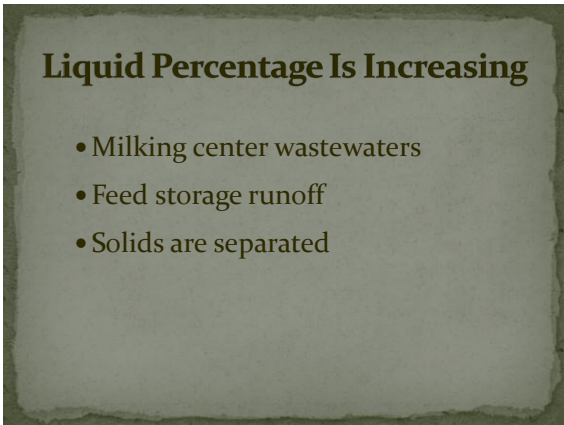 Liquid Percentage Is Increasing
• Milking center wastewaters
• Feed storage runoff
• Solids are separated